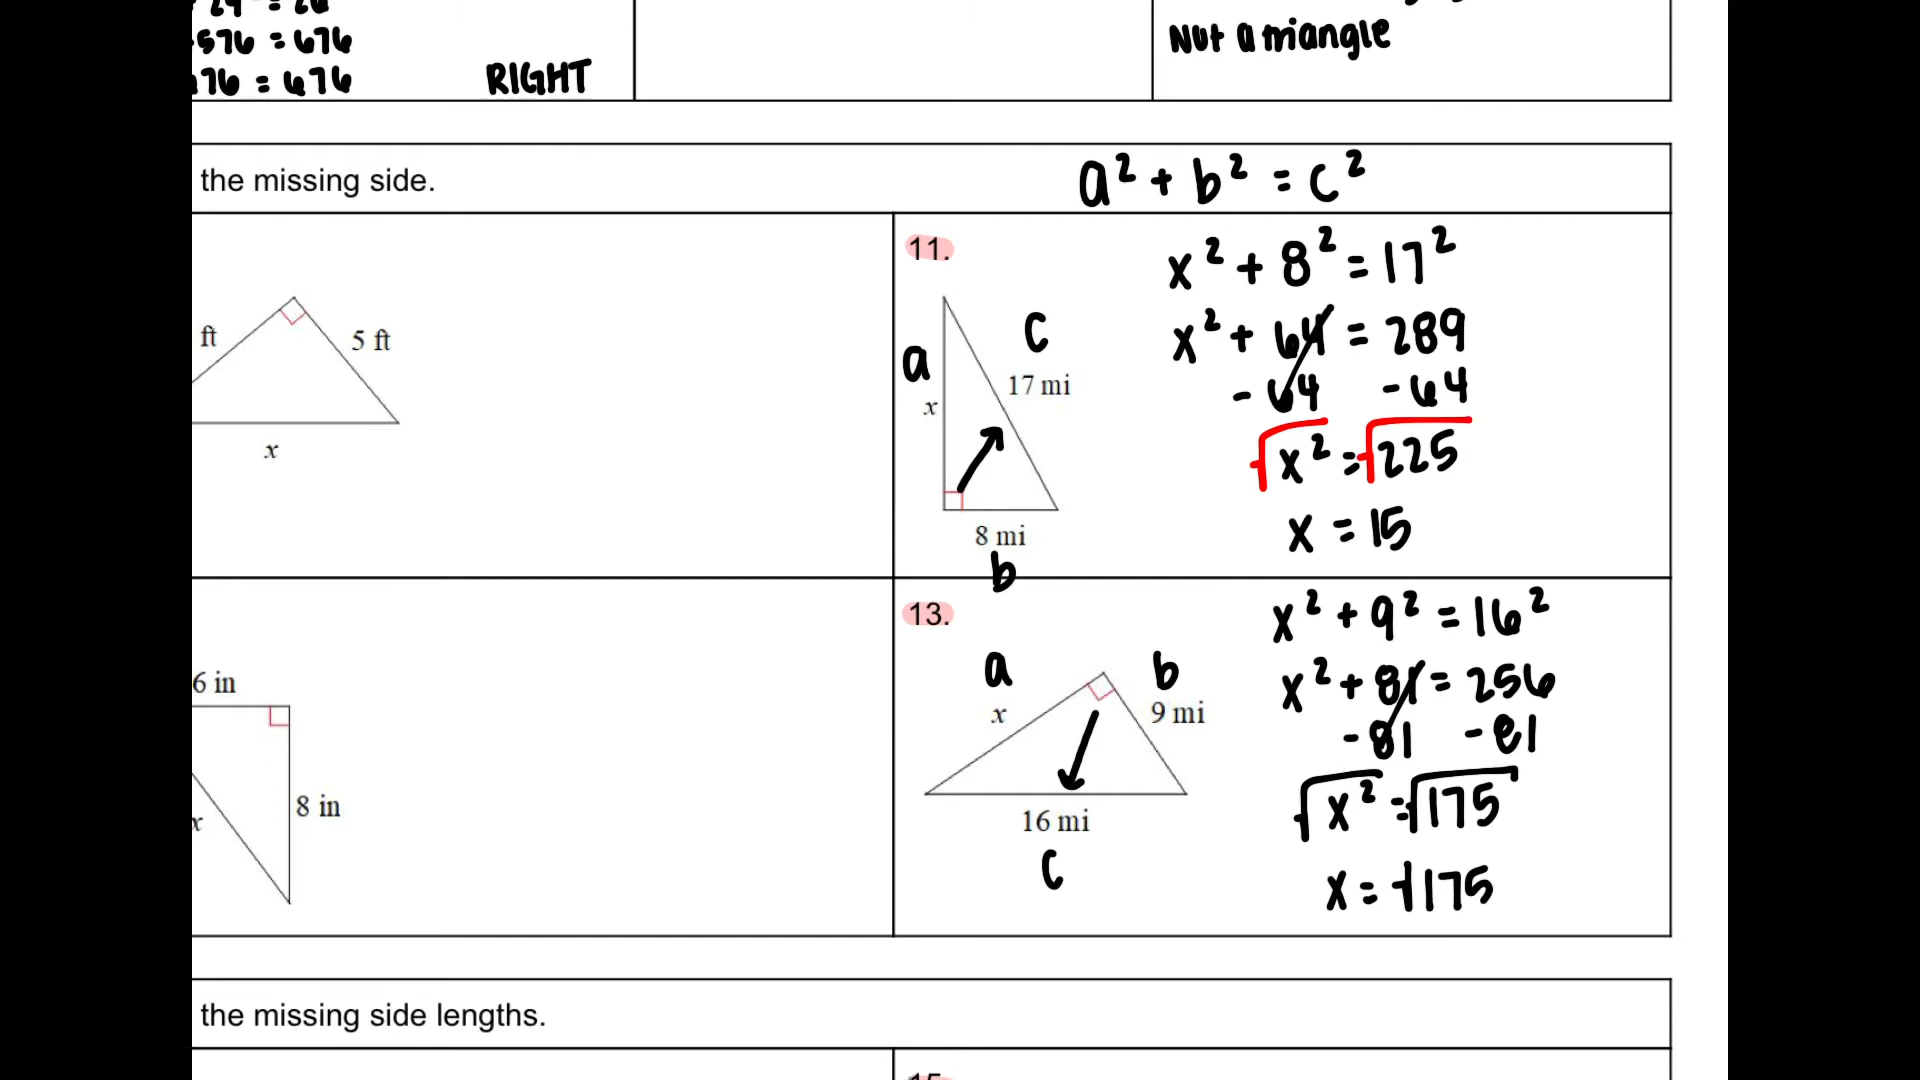 576 = 676
76 = 676
RIGHT
Not a triangle
the missing side.
a² + b² = c²
ft
5 ft
x
11.
a
x
c
17 mi
8 mi
b
x² + 8² = 17²
x² + 64 = 289
- 64 - 64
√x² = √225
x = 15
6 in
8 in
x
13.
a
x
b
9 mi
16 mi
c
x² + 9² = 16²
x² + 81 = 256
- 81 - 81
√x² = √175
x = √175
the missing side lengths.